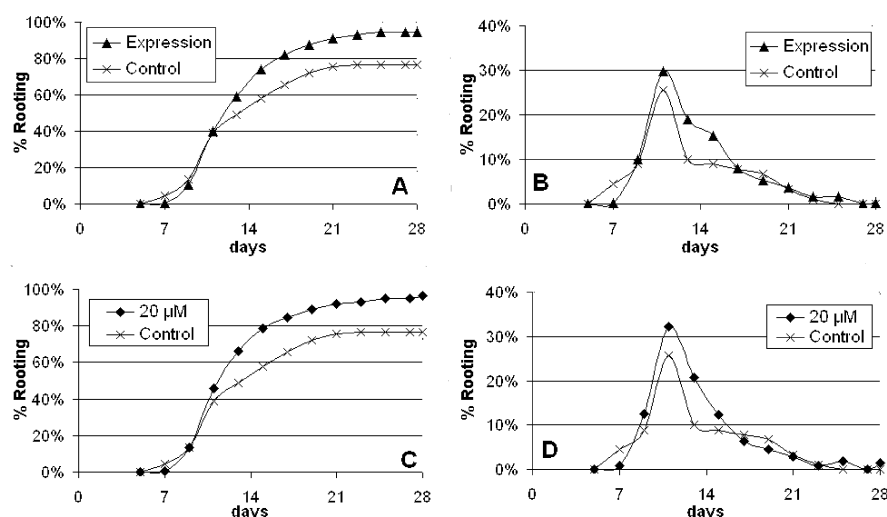 100%
80%
60%
40%
20%
0%
% Rooting
Expression
Control
A
0
7
14
21
28
days
40%
30%
20%
10%
0%
% Rooting
Expression
Control
B
0
7
14
21
28
days
100%
80%
60%
40%
20%
0%
% Rooting
20 µM
Control
C
0
7
14
21
28
days
40%
30%
20%
10%
0%
% Rooting
20 µM
Control
D
0
7
14
21
28
days